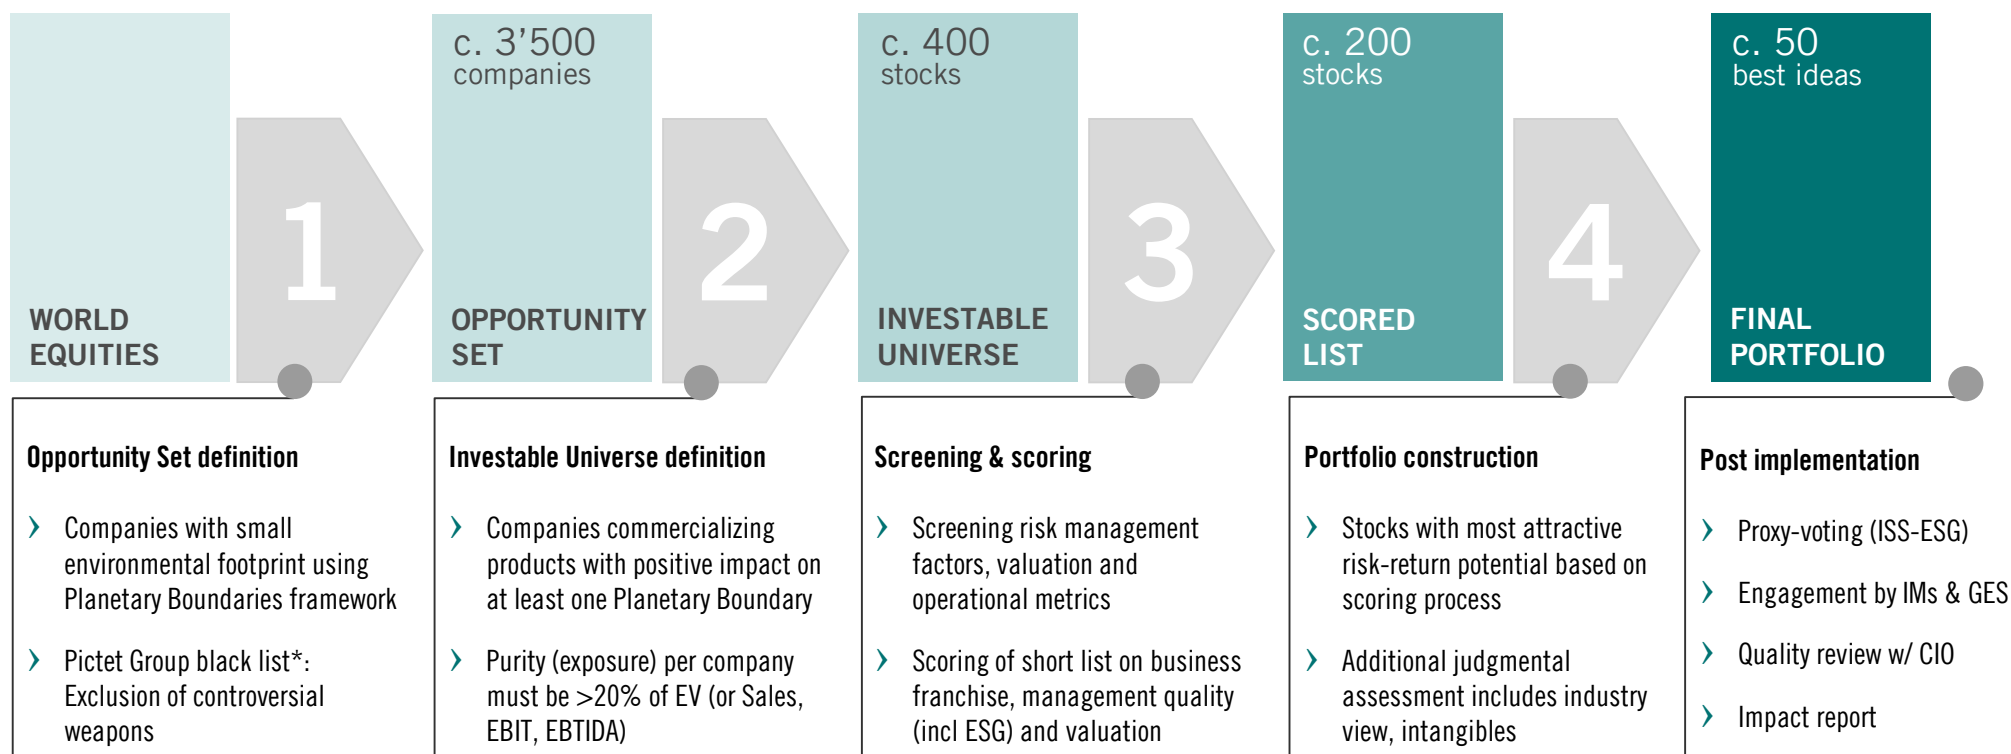 WORLD
EQUITIES
1
c. 3’500
companies
OPPORTUNITY
SET
2
c. 400
stocks
INVESTABLE
UNIVERSE
3
c. 200
stocks
SCORED
LIST
4
c. 50
best ideas
FINAL
PORTFOLIO
Opportunity Set definition
› Companies with small
environmental footprint using
Planetary Boundaries framework
› Pictet Group black list*:
Exclusion of controversial
weapons
Investable Universe definition
› Companies commercializing
products with positive impact on
at least one Planetary Boundary
› Purity (exposure) per company
must be >20% of EV (or Sales,
EBIT, EBTIDA)
Screening & scoring
› Screening risk management
factors, valuation and
operational metrics
› Scoring of short list on business
franchise, management quality
(incl ESG) and valuation
Portfolio construction
› Stocks with most attractive
risk-return potential based on
scoring process
› Additional judgmental
assessment includes industry
view, intangibles
Post implementation
› Proxy-voting (ISS-ESG)
› Engagement by IMs & GES
› Quality review w/ CIO
› Impact report